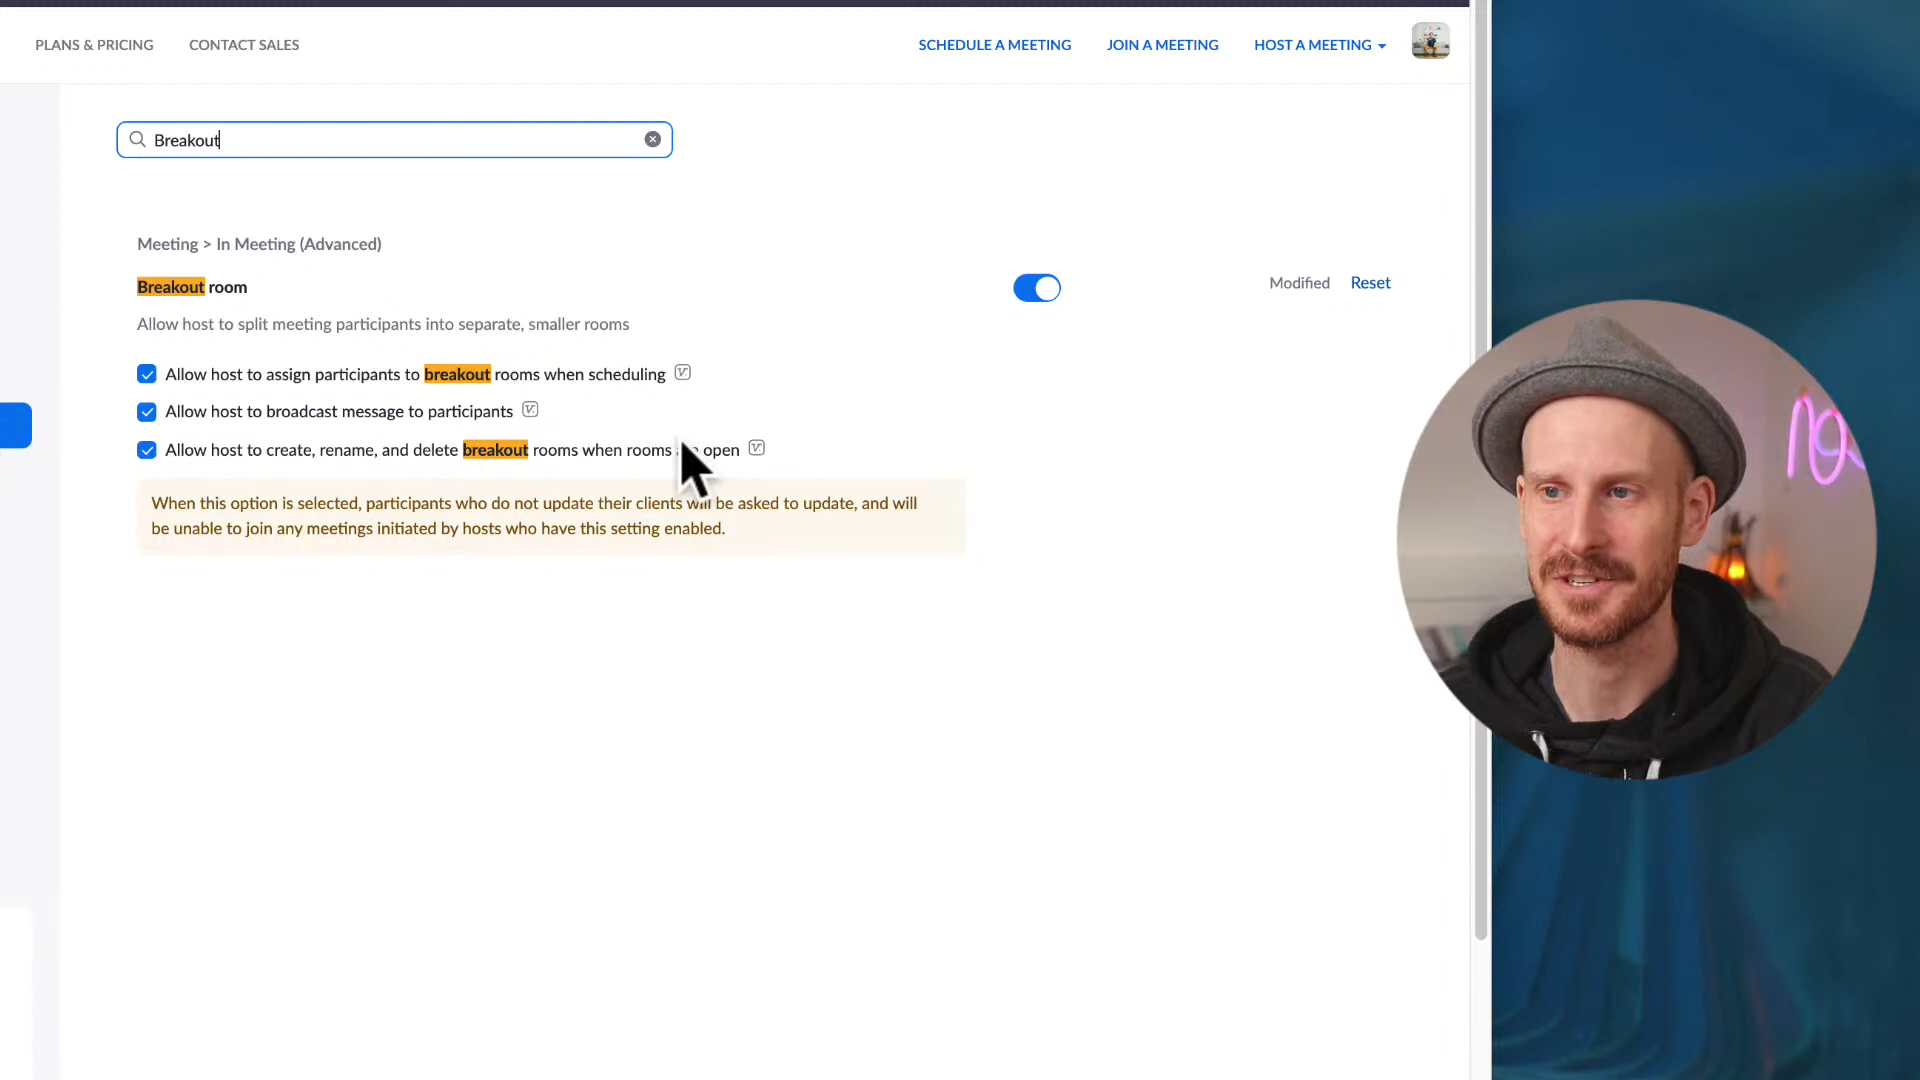 PLANS & PRICING CONTACT SALES SCHEDULE A MEETING JOIN A MEETING HOST A MEETING
Breakout
Meeting > In Meeting (Advanced)
Breakout room Modified Reset
Allow host to split meeting participants into separate, smaller rooms
Allow host to assign participants to breakout rooms when scheduling
Allow host to broadcast message to participants
Allow host to create, rename, and delete breakout rooms when rooms open
When this option is selected, participants who do not update their clients will be asked to update, and will
be unable to join any meetings initiated by hosts who have this setting enabled.